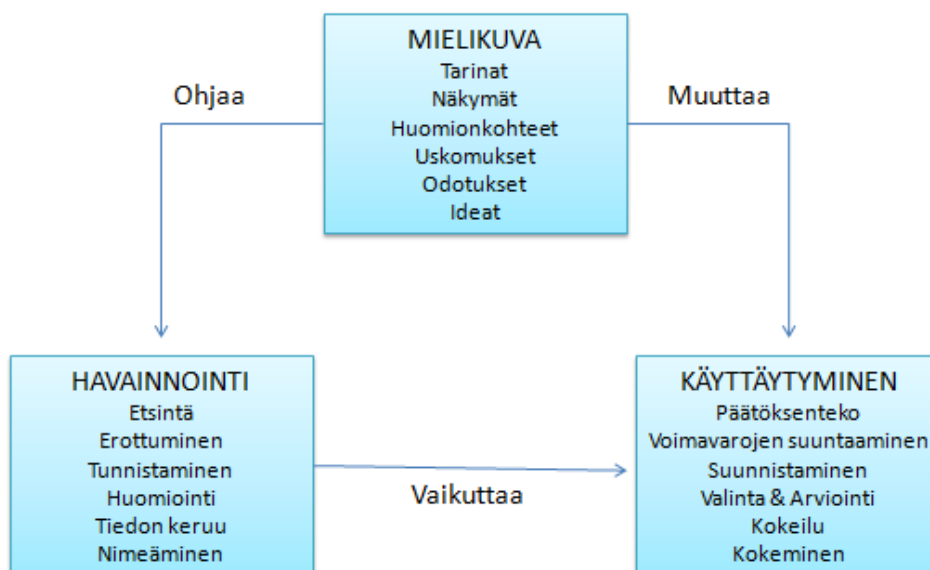 MIELIKUVA
Tarinat
Näkymät
Huomionkohteet
Uskomukset
Odotukset
Ideat
Ohjaa
Muuttaa
HAVAINNOINTI
Etsintä
Erottuminen
Tunnistaminen
Huomiointi
Tiedon keruu
Nimeäminen
Vaikuttaa
KÄYTTÄYTYMINEN
Päätöksenteko
Voimavarojen suuntaaminen
Suunnistaminen
Valinta & Arviointi
Kokeilu
Kokeminen